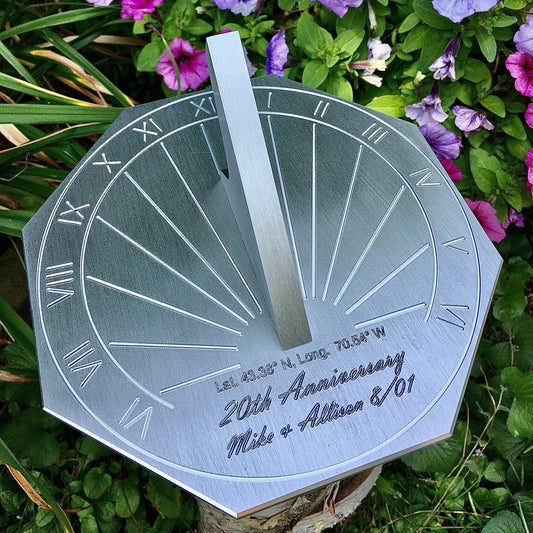 VI VII VIII IX X XI XII I II III IV V VI
Lat. 43.38° N, Long. 70.54° W
20th Anniversary
Mike & Allison 8/01